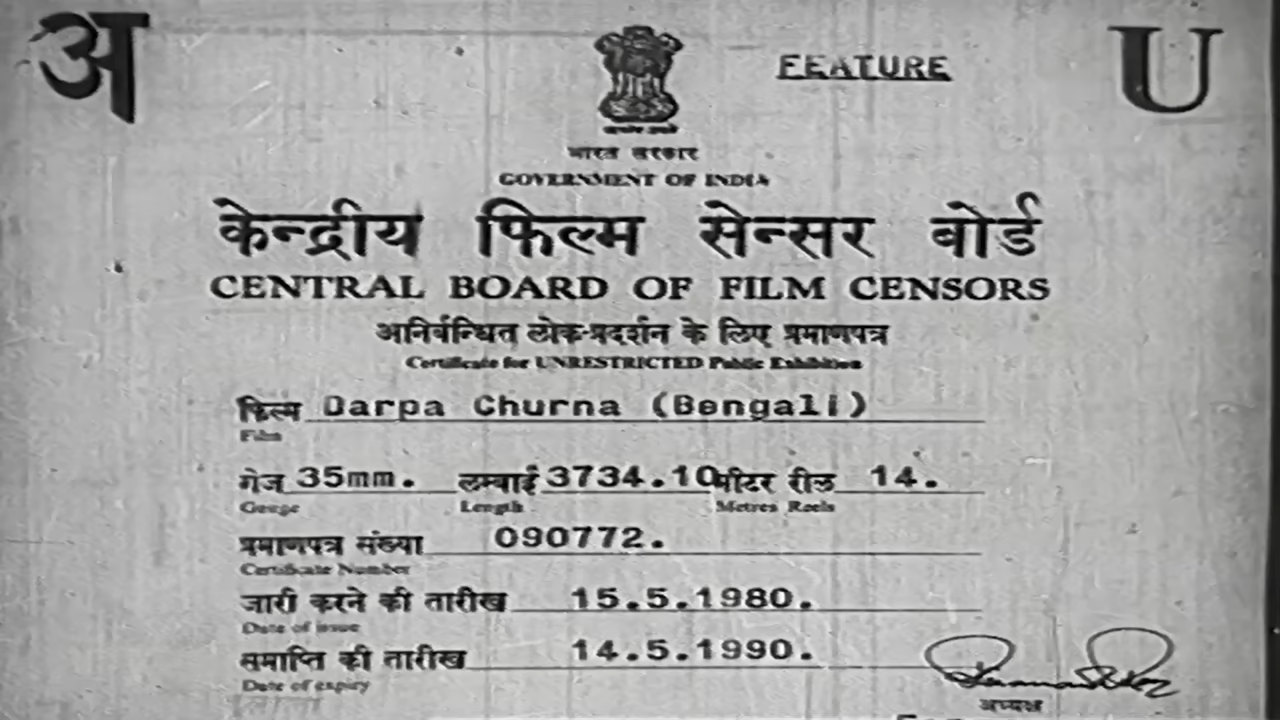 अ
U
FEATURE
भारत सरकार
GOVERNMENT OF INDIA
केन्द्रीय फिल्म सेन्सर बोर्ड
CENTRAL BOARD OF FILM CENSORS
अनिर्बन्धित लोक-प्रदर्शन के लिए प्रमाणपत्र
Certificate for UNRESTRICTED Public Exhibition
फिल्म Darpa Churna (Bengali)
Film
गेज 35mm. लम्बाई 3734.10 मीटर रील 14.
Gauge Length Metres Reels
प्रमाणपत्र संख्या 090772.
Certificate Number
जारी करने की तारीख 15.5.1980.
Date of issue
समाप्ति की तारीख 14.5.1990.
Date of expiry
अध्यक्ष